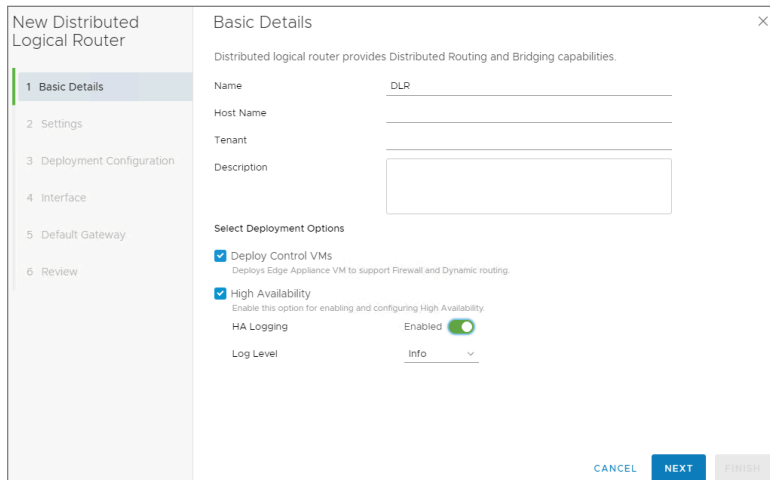 New Distributed
Logical Router
1 Basic Details
2 Settings
3 Deployment Configuration
4 Interface
5 Default Gateway
6 Review
Basic Details
Distributed logical router provides Distributed Routing and Bridging capabilities.
Name DLR
Host Name
Tenant
Description
Select Deployment Options
Deploy Control VMs
Deploys Edge Appliance VM to support Firewall and Dynamic routing.
High Availability
Enable this option for enabling and configuring High Availability.
HA Logging Enabled
Log Level Info
CANCEL NEXT FINISH